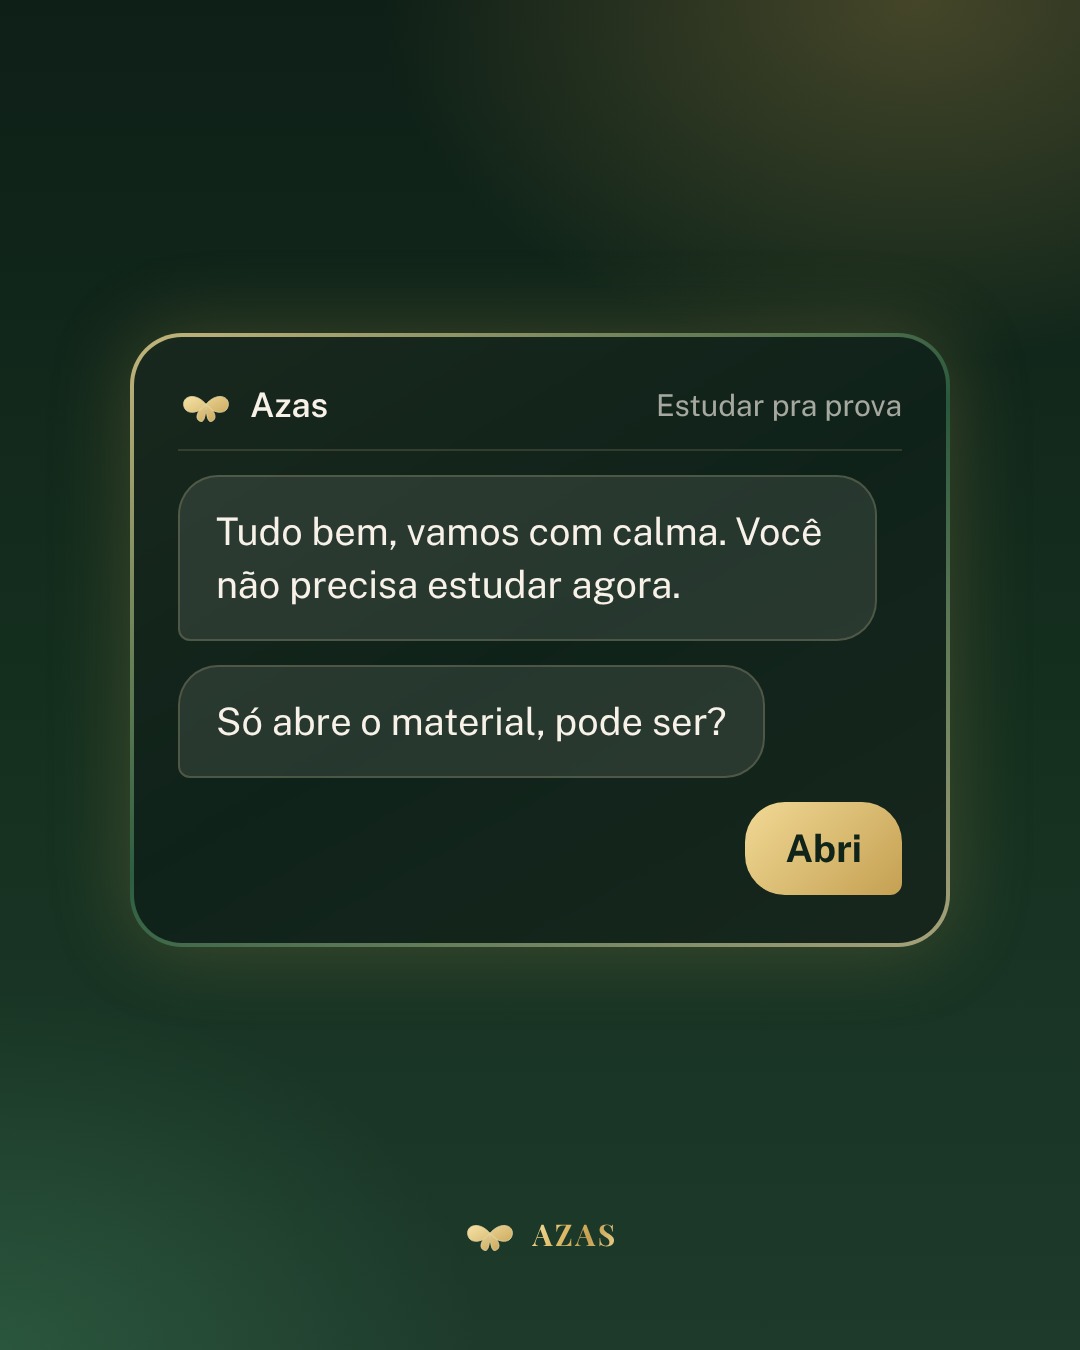 Azas
Estudar pra prova
Tudo bem, vamos com calma. Você
não precisa estudar agora.
Só abre o material, pode ser?
Abri
AZAS